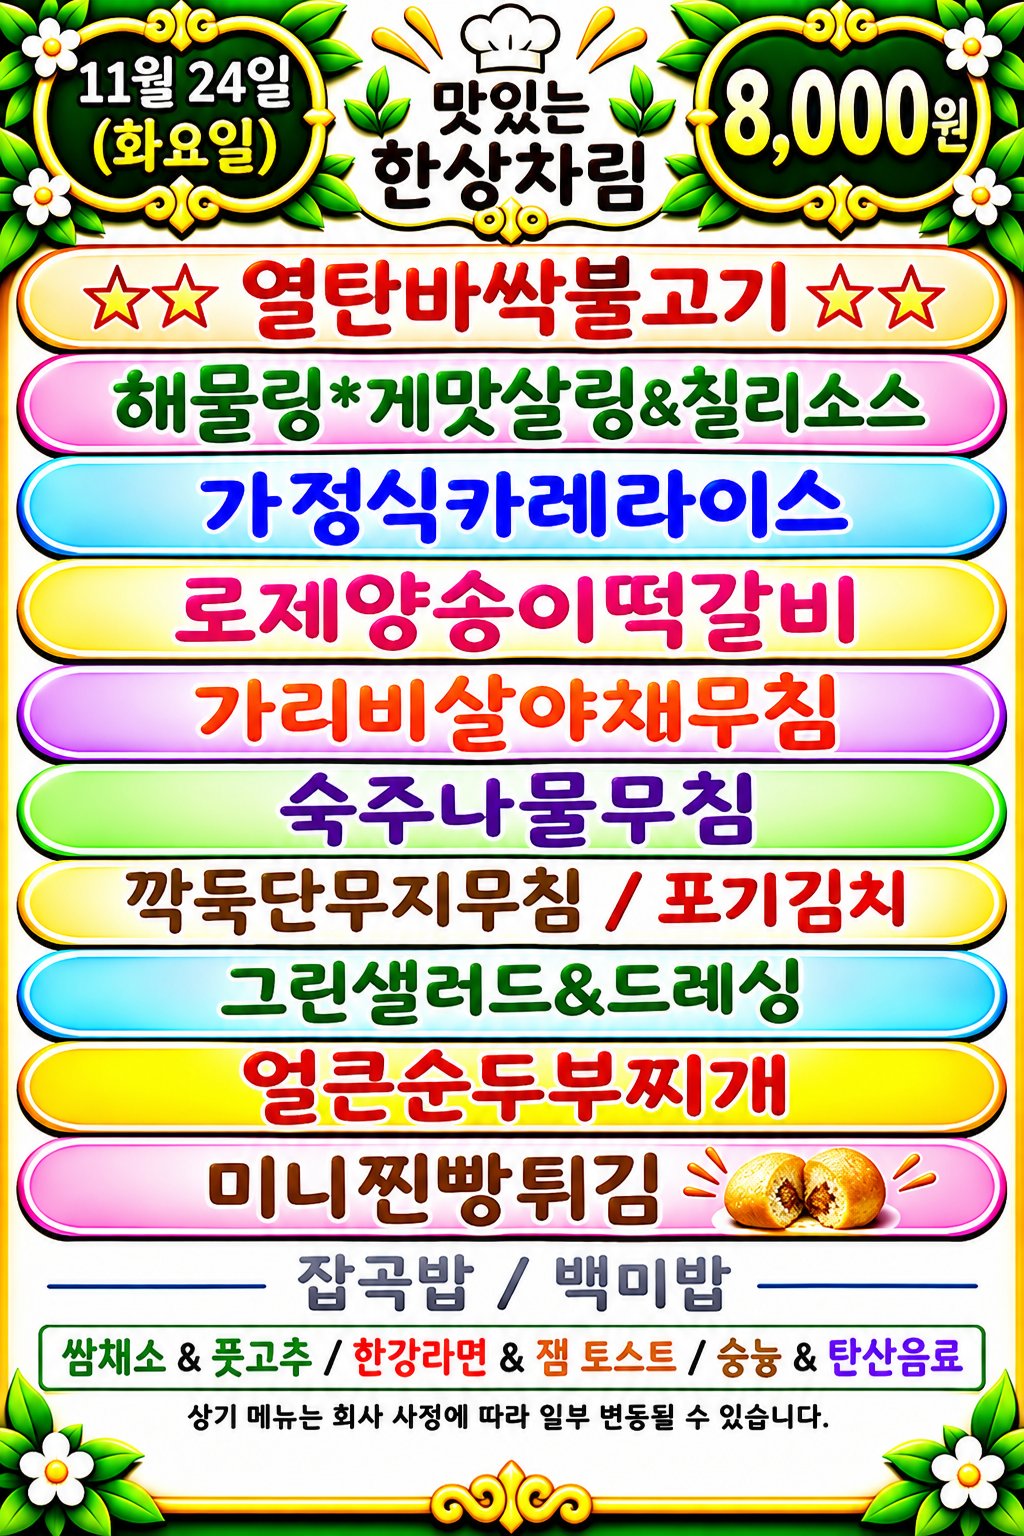 11월 24일
(화요일)
맛있는
한상차림
8,000원
☆☆ 열탄바싹불고기 ☆☆
해물링*게맛살링&칠리소스
가정식카레라이스
로제양송이떡갈비
가리비살야채무침
숙주나물무침
깍둑단무지무침 / 포기김치
그린샐러드&드레싱
얼큰순두부찌개
미니찐빵튀김
잡곡밥 / 백미밥
쌈채소 & 풋고추 / 한강라면 & 잼 토스트 / 숭늉 & 탄산음료
상기 메뉴는 회사 사정에 따라 일부 변동될 수 있습니다.